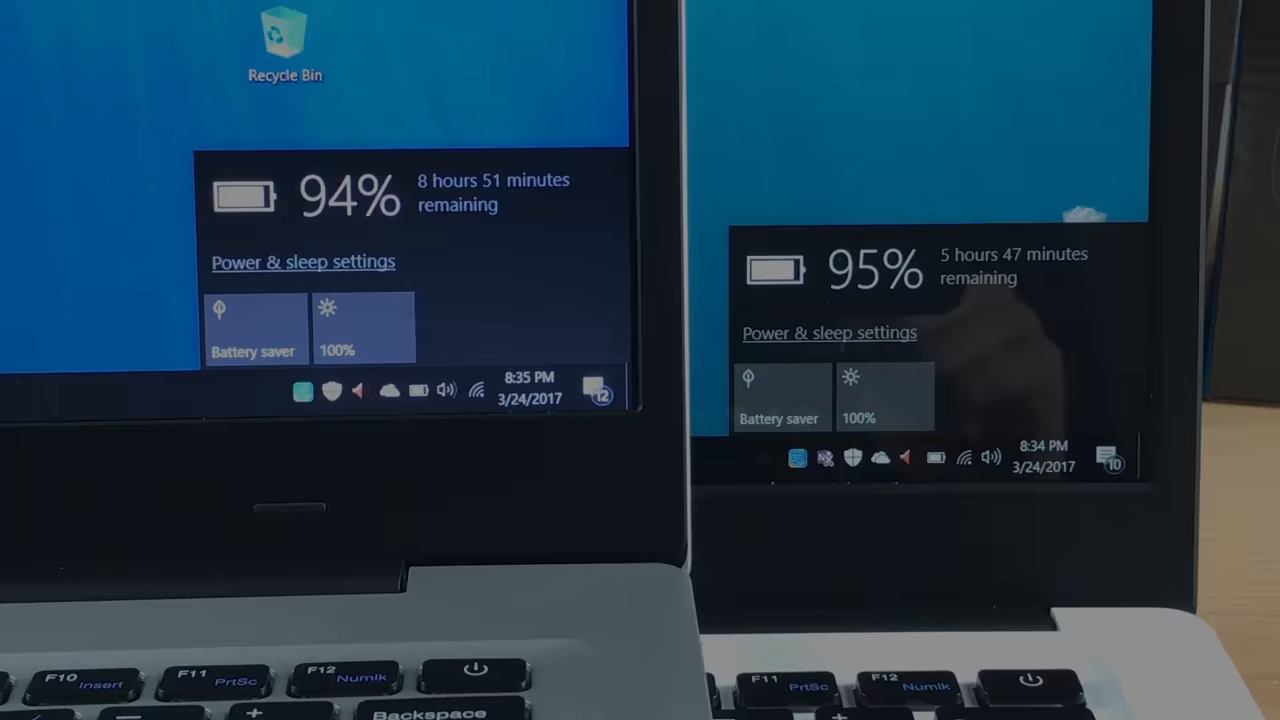 Recycle Bin
94%
8 hours 51 minutes
remaining
Power & sleep settings
Battery saver
100%
8:35 PM
3/24/2017
12
95%
5 hours 47 minutes
remaining
Power & sleep settings
Battery saver
100%
8:34 PM
3/24/2017
10
F10 Insert
F11 PrtSc
F12 Numlk
Backspace
F11 PrtSc
F12 Numlk